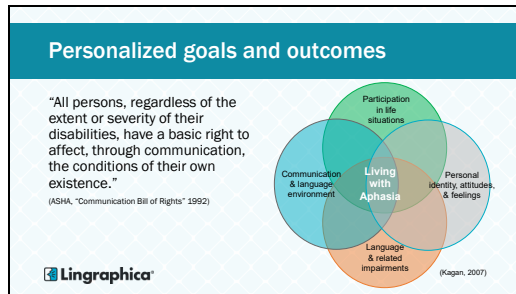 Personalized goals and outcomes
“All persons, regardless of the
extent or severity of their
disabilities, have a basic right to
affect, through communication,
the conditions of their own
existence.”
(ASHA, “Communication Bill of Rights” 1992)
Participation
in life
situations
Communication
& language
environment
Living
with
Aphasia
Personal
identity, attitudes,
& feelings
Language
& related
impairments
(Kagan, 2007)
Lingraphica®